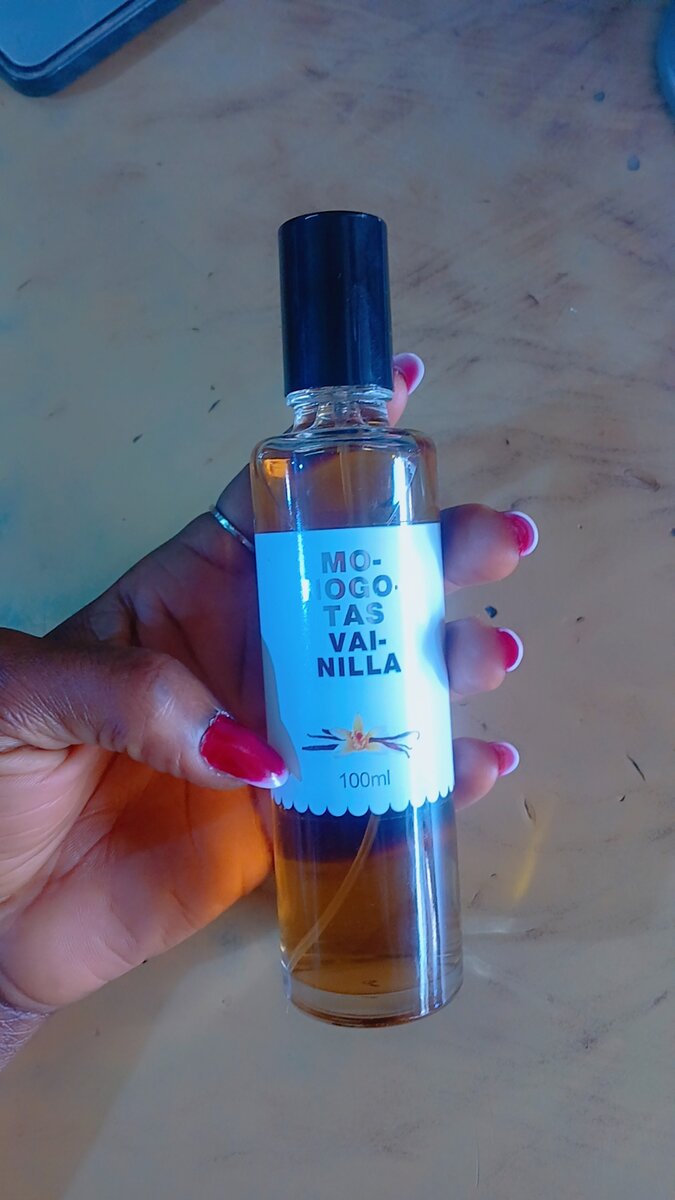 MO-
NOGO-
TAS
VAI-
NILLA
100ml